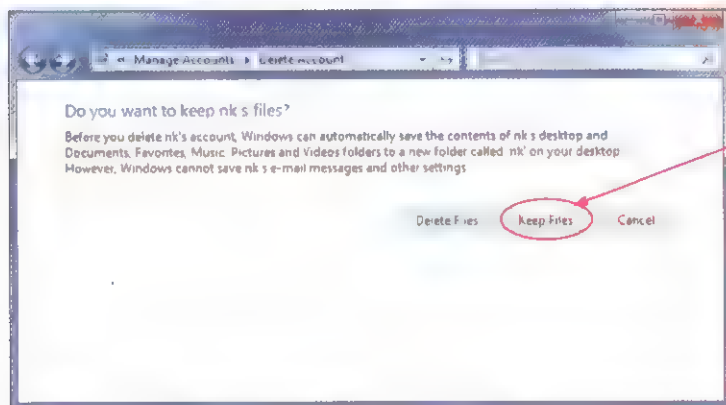 « Manage Accounts ▸ Delete Account
Do you want to keep nk s files?
Before you delete nk's account, Windows can automatically save the contents of nk s desktop and
Documents, Favorites, Music, Pictures and Videos folders to a new folder called 'nk' on your desktop
However, Windows cannot save nk s e-mail messages and other settings
Delete Files Keep Files Cancel